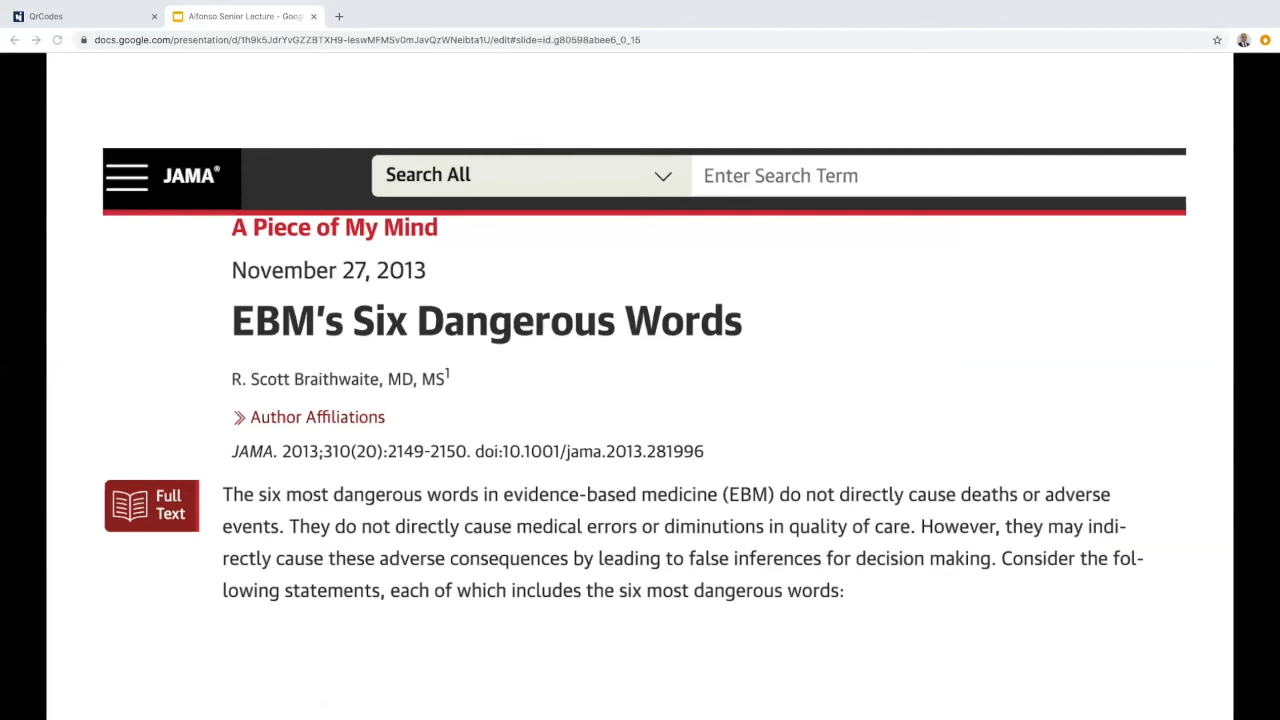 QrCodes
Alfonso Senior Lecture - Goog
docs.google.com/presentation/d/1h9k5JdrYvGZZBTXH9-IeswMFMSv0mJavQzWNeibta1U/edit#slide=id.g80598abee6_0_15
JAMA®
Search All
Enter Search Term
A Piece of My Mind
November 27, 2013
EBM's Six Dangerous Words
R. Scott Braithwaite, MD, MS1
Author Affiliations
JAMA. 2013;310(20):2149-2150. doi:10.1001/jama.2013.281996
Full
Text
The six most dangerous words in evidence-based medicine (EBM) do not directly cause deaths or adverse
events. They do not directly cause medical errors or diminutions in quality of care. However, they may indi-
rectly cause these adverse consequences by leading to false inferences for decision making. Consider the fol-
lowing statements, each of which includes the six most dangerous words: